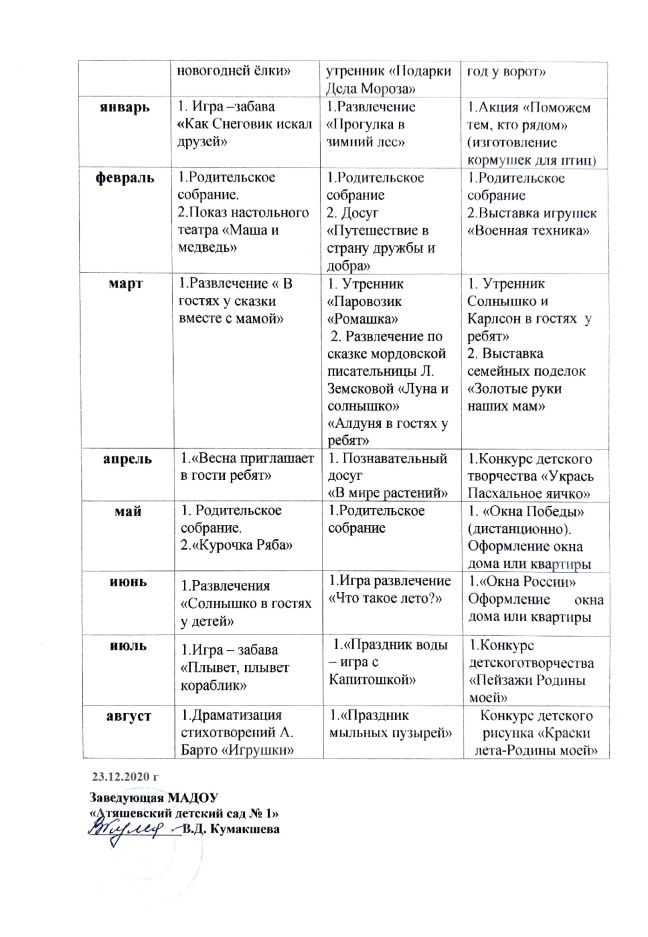 новогодней ёлки»
утренник «Подарки
Деда Мороза»
год у ворот»
январь
1. Игра –забава
«Как Снеговик искал
друзей»
1.Развлечение
«Прогулка в
зимний лес»
1.Акция «Поможем
тем, кто рядом»
(изготовление
кормушек для птиц)
февраль
1.Родительское
собрание.
2.Показ настольного
театра «Маша и
медведь»
1.Родительское
собрание
2. Досуг
«Путешествие в
страну дружбы и
добра»
1.Родительское
собрание
2.Выставка игрушек
«Военная техника»
март
1.Развлечение « В
гостях у сказки
вместе с мамой»
1. Утренник
«Паровозик
«Ромашка»
2. Развлечение по
сказке мордовской
писательницы Л.
Земсковой «Луна и
солнышко»
«Алдуня в гостях у
ребят»
1. Утренник
Солнышко и
Карлсон в гостях у
ребят»
2. Выставка
семейных поделок
«Золотые руки
наших мам»
апрель
1.«Весна приглашает
в гости ребят»
1. Познавательный
досуг
«В мире растений»
1.Конкурс детского
творчества «Укрась
Пасхальное яичко»
май
1. Родительское
собрание.
2.«Курочка Ряба»
1.Родительское
собрание
1. «Окна Победы»
(дистанционно).
Оформление окна
дома или квартиры
июнь
1.Развлечения
«Солнышко в гостях
у детей»
1.Игра развлечение
«Что такое лето?»
1.«Окна России»
Оформление окна
дома или квартиры
июль
1.Игра – забава
«Плывет, плывет
кораблик»
1.«Праздник воды
– игра с
Капитошкой»
1.Конкурс
детскоготворчества
«Пейзажи Родины
моей»
август
1.Драматизация
стихотворений А.
Барто «Игрушки»
1.«Праздник
мыльных пузырей»
Конкурс детского
рисунка «Краски
лета-Родины моей»
23.12.2020 г
Заведующая МАДОУ
«Атяшевский детский сад № 1»
В.Д. Кумакшева